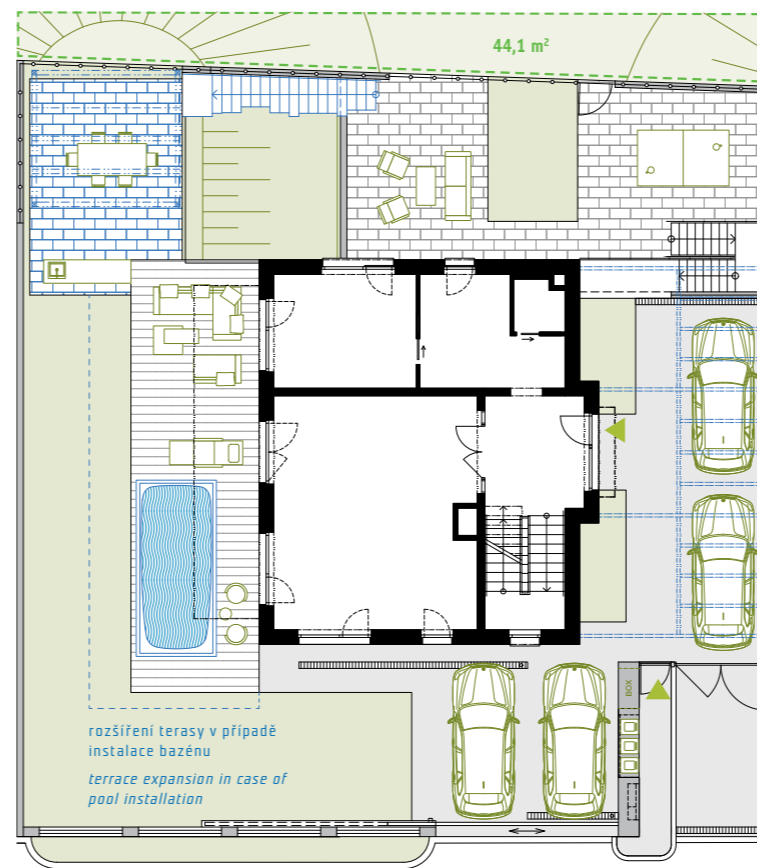 44,1 m²
BOX
rozšíření terasy v případě
instalace bazénu
terrace expansion in case of
pool installation